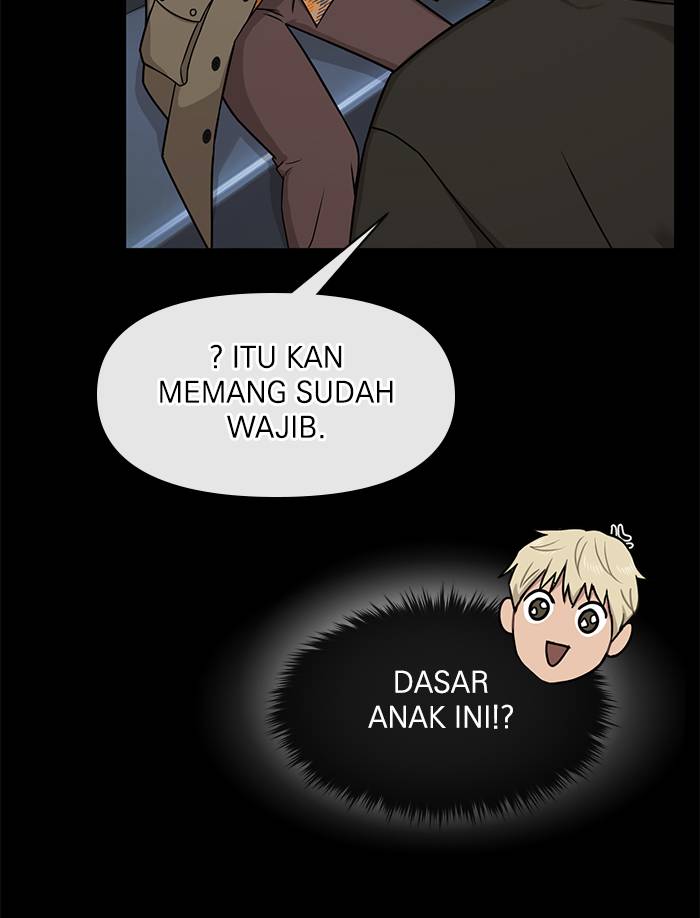 ? ITU KAN
MEMANG SUDAH
WAJIB.
DASAR
ANAK INI!?